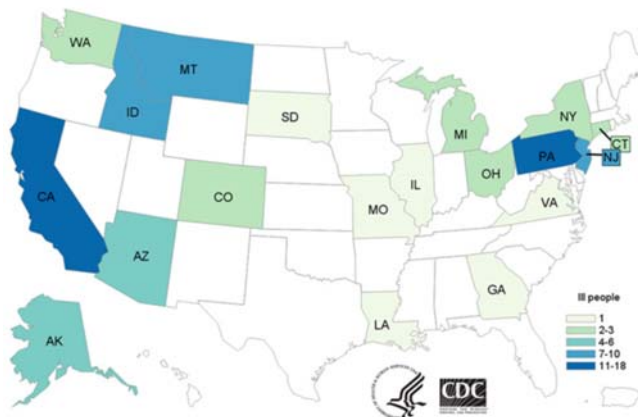 WA
MT
ID
SD
MI
NY
CT
PA
NJ
OH
IL
CA
CO
MO
VA
AZ
GA
LA
AK
Ill people
1
2-3
4-6
7-10
11-18
CDC